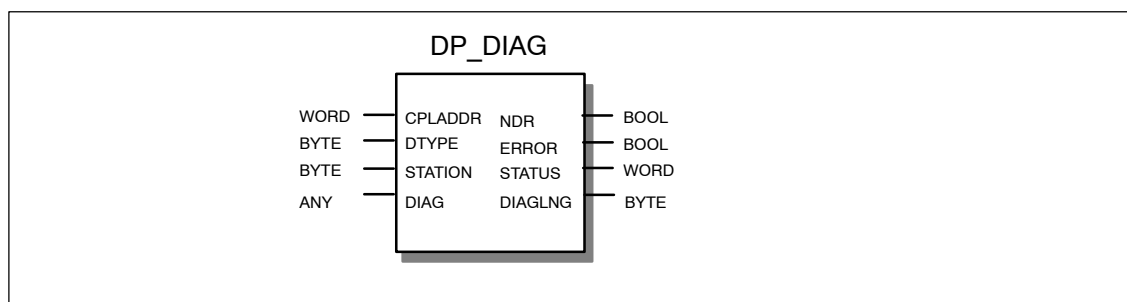 DP_DIAG
WORD CPLADDR NDR BOOL
BYTE DTYPE ERROR BOOL
BYTE STATION STATUS WORD
ANY DIAG DIAGLNG BYTE